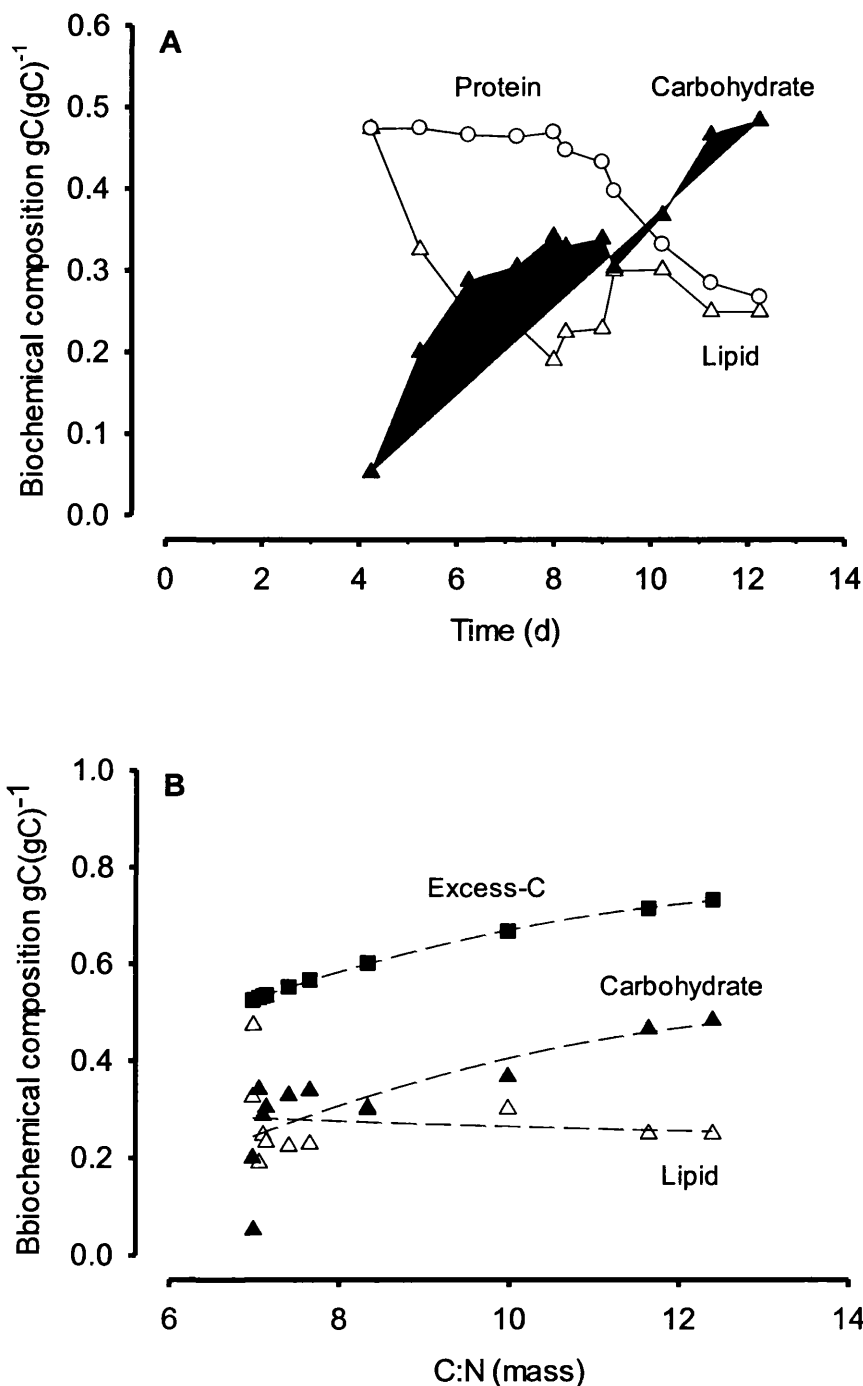 A
Biochemical composition gC(gC)-1
0.6
0.5
0.4
0.3
0.2
0.1
0.0
Protein
Carbohydrate
Lipid
0 2 4 6 8 10 12 14
Time (d)
B
Bbiochemical composition gC(gC)-1
1.0
0.8
0.6
0.4
0.2
0.0
Excess-C
Carbohydrate
Lipid
6 8 10 12 14
C:N (mass)